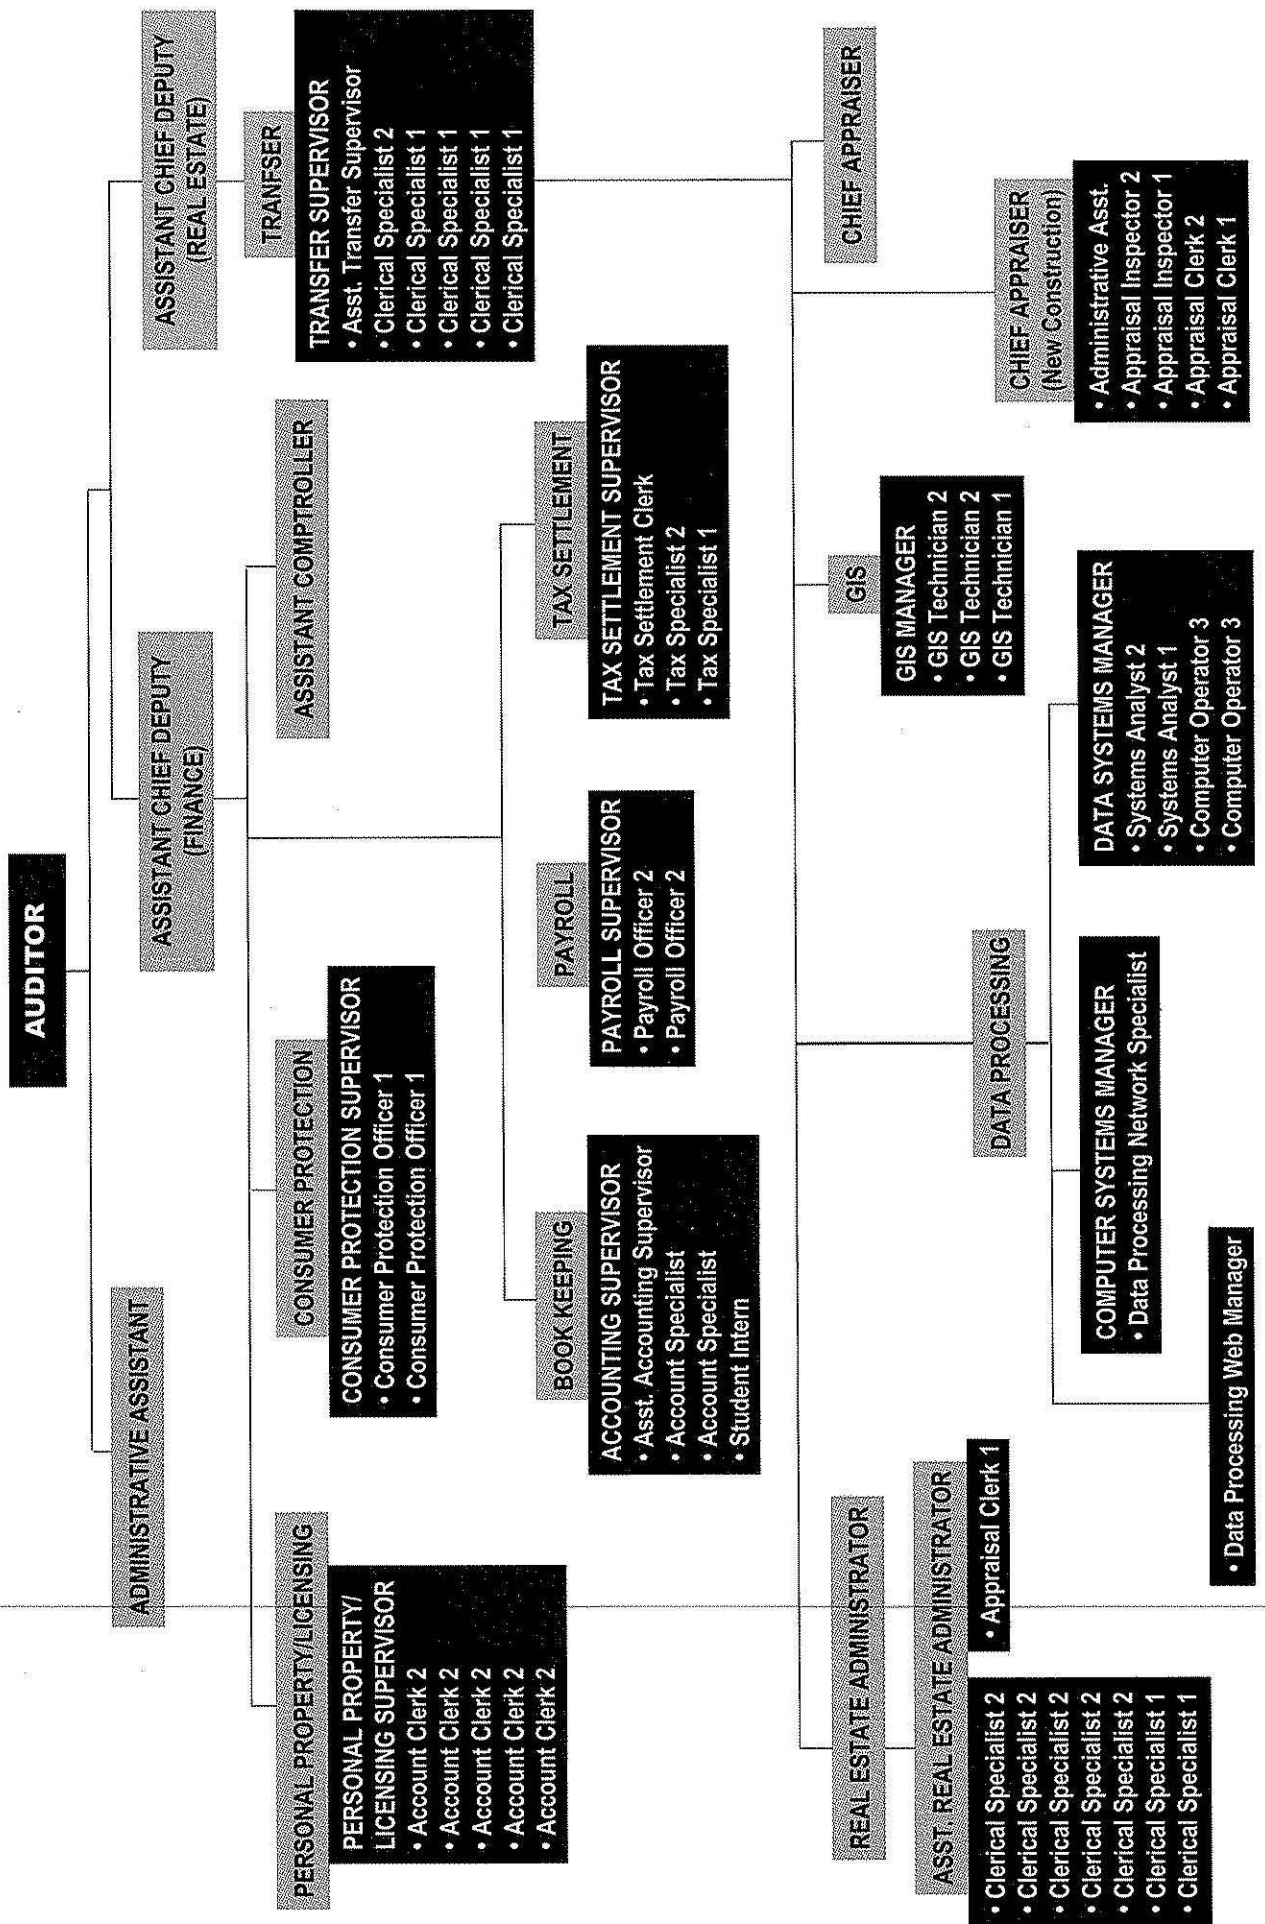 AUDITOR
ADMINISTRATIVE ASSISTANT
ASSISTANT CHIEF DEPUTY
(FINANCE)
ASSISTANT CHIEF DEPUTY
(REAL ESTATE)
PERSONAL PROPERTY/LICENSING
PERSONAL PROPERTY/
LICENSING SUPERVISOR
• Account Clerk 2
• Account Clerk 2
• Account Clerk 2
• Account Clerk 2
• Account Clerk 2
CONSUMER PROTECTION
CONSUMER PROTECTION SUPERVISOR
• Consumer Protection Officer 1
• Consumer Protection Officer 1
ASSISTANT COMPTROLLER
TRANFSER
TRANSFER SUPERVISOR
• Asst. Transfer Supervisor
• Clerical Specialist 2
• Clerical Specialist 1
• Clerical Specialist 1
• Clerical Specialist 1
• Clerical Specialist 1
BOOK KEEPING
ACCOUNTING SUPERVISOR
• Asst. Accounting Supervisor
• Account Specialist
• Account Specialist
• Student Intern
PAYROLL
PAYROLL SUPERVISOR
• Payroll Officer 2
• Payroll Officer 2
TAX SETTLEMENT
TAX SETTLEMENT SUPERVISOR
• Tax Settlement Clerk
• Tax Specialist 2
• Tax Specialist 1
REAL ESTATE ADMINISTRATOR
ASST. REAL ESTATE ADMINISTRATOR
• Clerical Specialist 2
• Clerical Specialist 2
• Clerical Specialist 2
• Clerical Specialist 2
• Clerical Specialist 2
• Clerical Specialist 1
• Clerical Specialist 1
• Appraisal Clerk 1
DATA PROCESSING
• Data Processing Web Manager
COMPUTER SYSTEMS MANAGER
• Data Processing Network Specialist
DATA SYSTEMS MANAGER
• Systems Analyst 2
• Systems Analyst 1
• Computer Operator 3
• Computer Operator 3
GIS
GIS MANAGER
• GIS Technician 2
• GIS Technician 2
• GIS Technician 1
CHIEF APPRAISER
(New Construction)
• Administrative Asst.
• Appraisal Inspector 2
• Appraisal Inspector 1
• Appraisal Clerk 2
• Appraisal Clerk 1
CHIEF APPRAISER